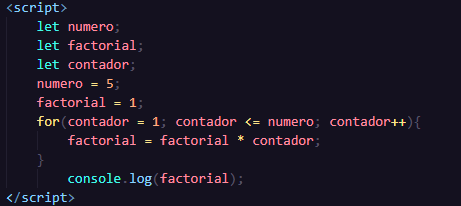 <script>
let numero;
let factorial;
let contador;
numero = 5;
factorial = 1;
for(contador = 1; contador <= numero; contador++){
factorial = factorial * contador;
}
console.log(factorial);
</script>